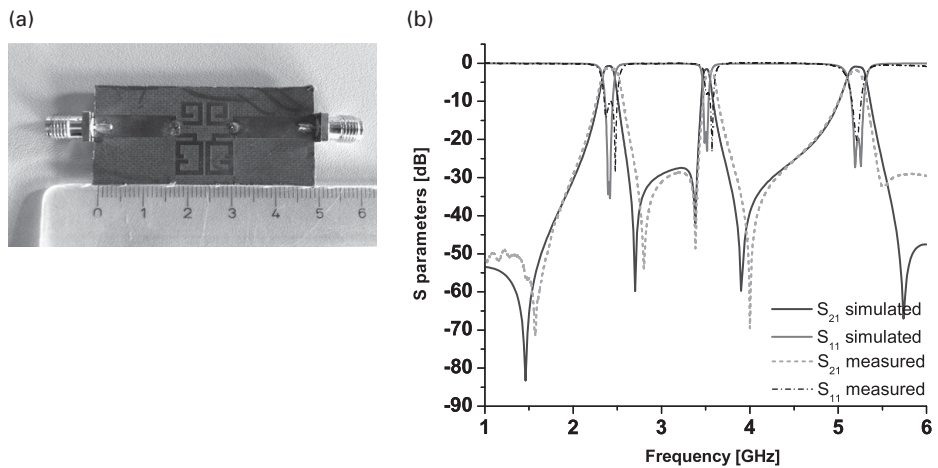 (a)
(b)
0 1 2 3 4 5 6
0
-10
-20
-30
-40
-50
-60
-70
-80
-90
S parameters [dB]
S21 simulated
S11 simulated
S21 measured
S11 measured
1 2 3 4 5 6
Frequency [GHz]